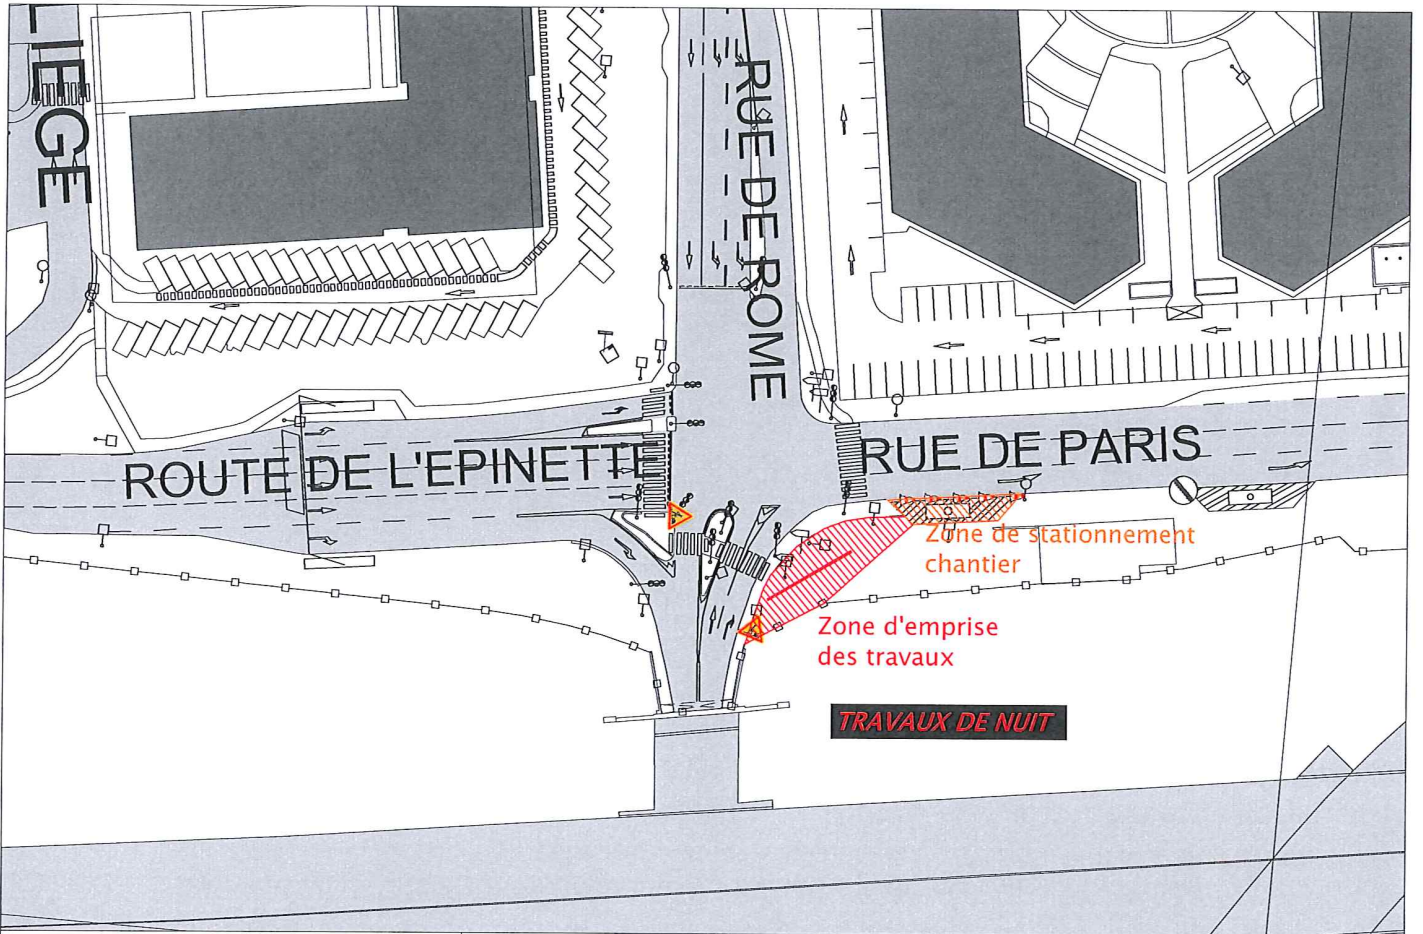 LIEGE
RUE DE ROME
ROUTE DE L'EPINETTE
RUE DE PARIS
Zone de stationnement
chantier
Zone d'emprise
des travaux
TRAVAUX DE NUIT